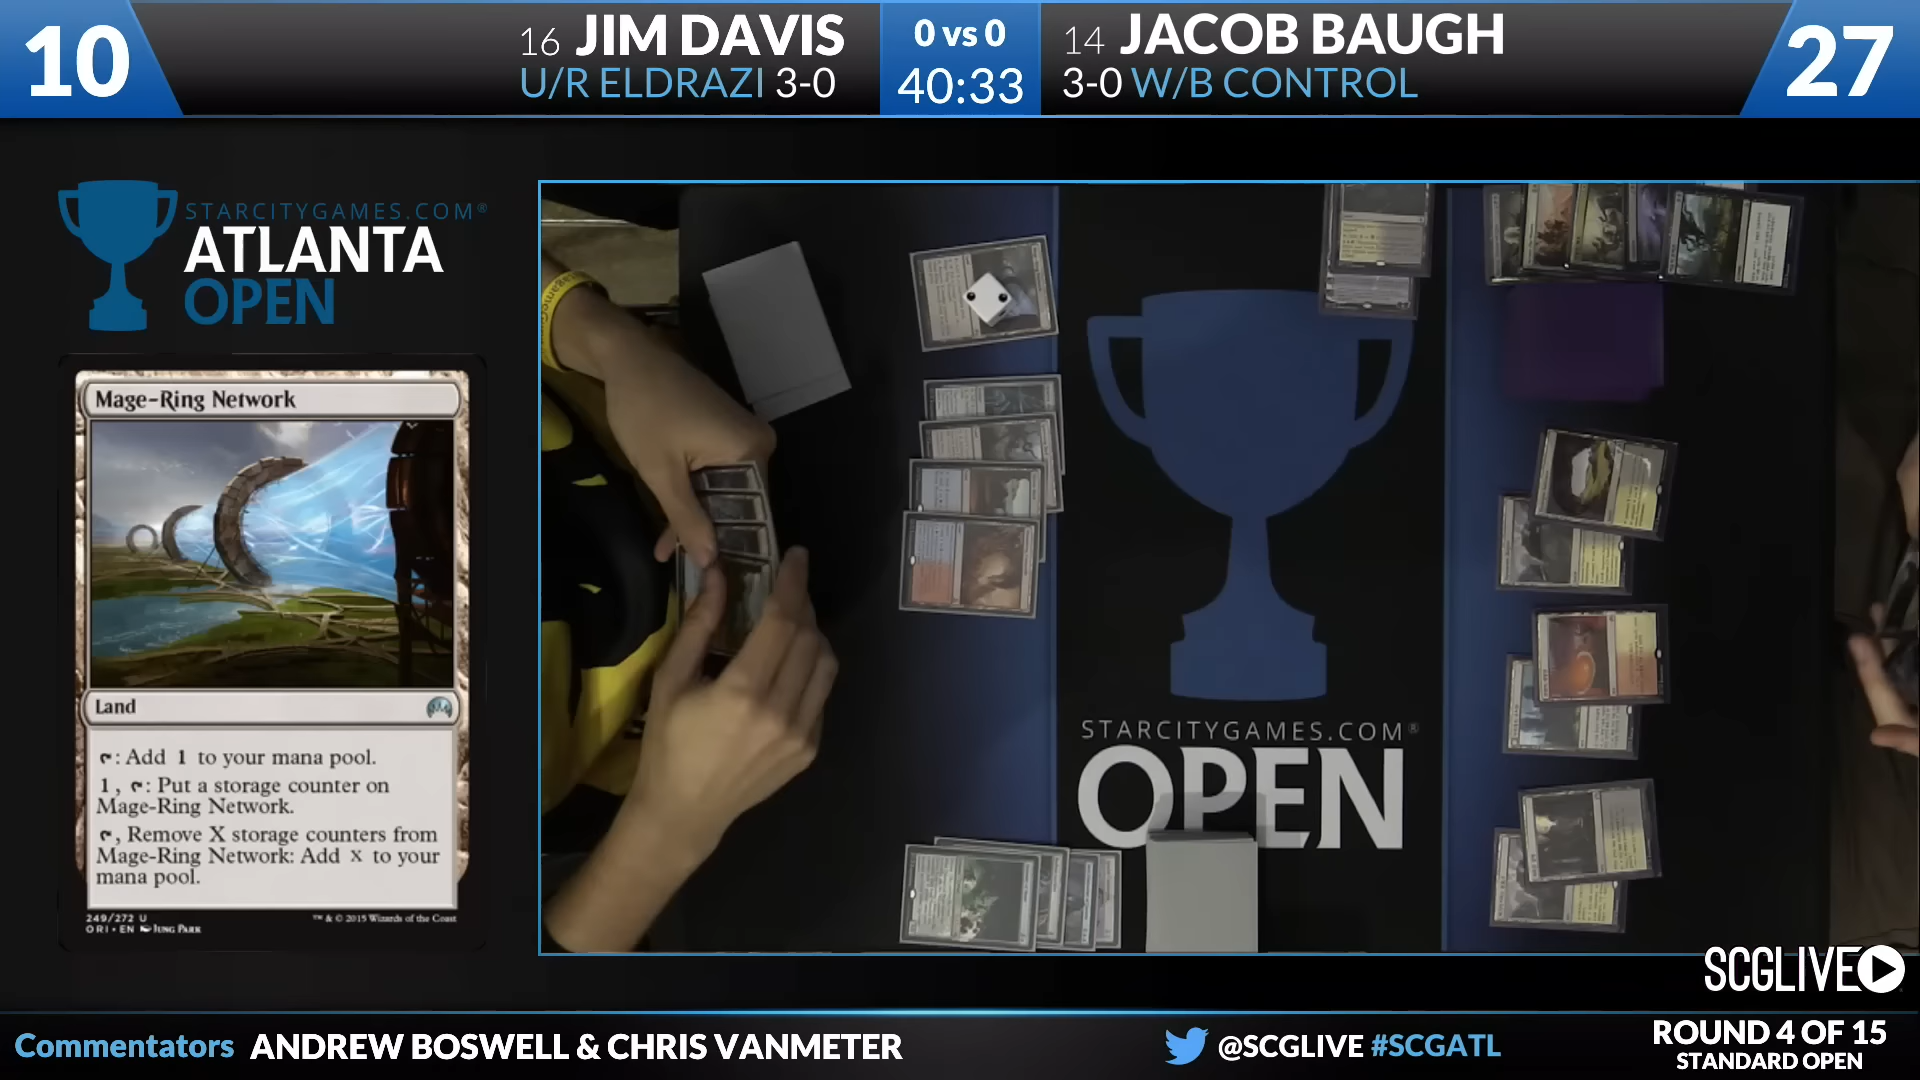 10
16 JIM DAVIS
U/R ELDRAZI 3-0
0 vs 0
40:33
14 JACOB BAUGH
3-0 W/B CONTROL
27
STARCITYGAMES.COM®
ATLANTA
OPEN
Mage-Ring Network
Land
: Add 1 to your mana pool.
1, : Put a storage counter on
Mage-Ring Network.
, Remove X storage counters from
Mage-Ring Network: Add X to your
mana pool.
249/272 U
ORI • EN JUNG PARK
™ & © 2015 Wizards of the Coast
STARCITYGAMES.COM®
OPEN
SCGLIVE
Commentators ANDREW BOSWELL & CHRIS VANMETER
@SCGLIVE #SCGATL
ROUND 4 OF 15
STANDARD OPEN